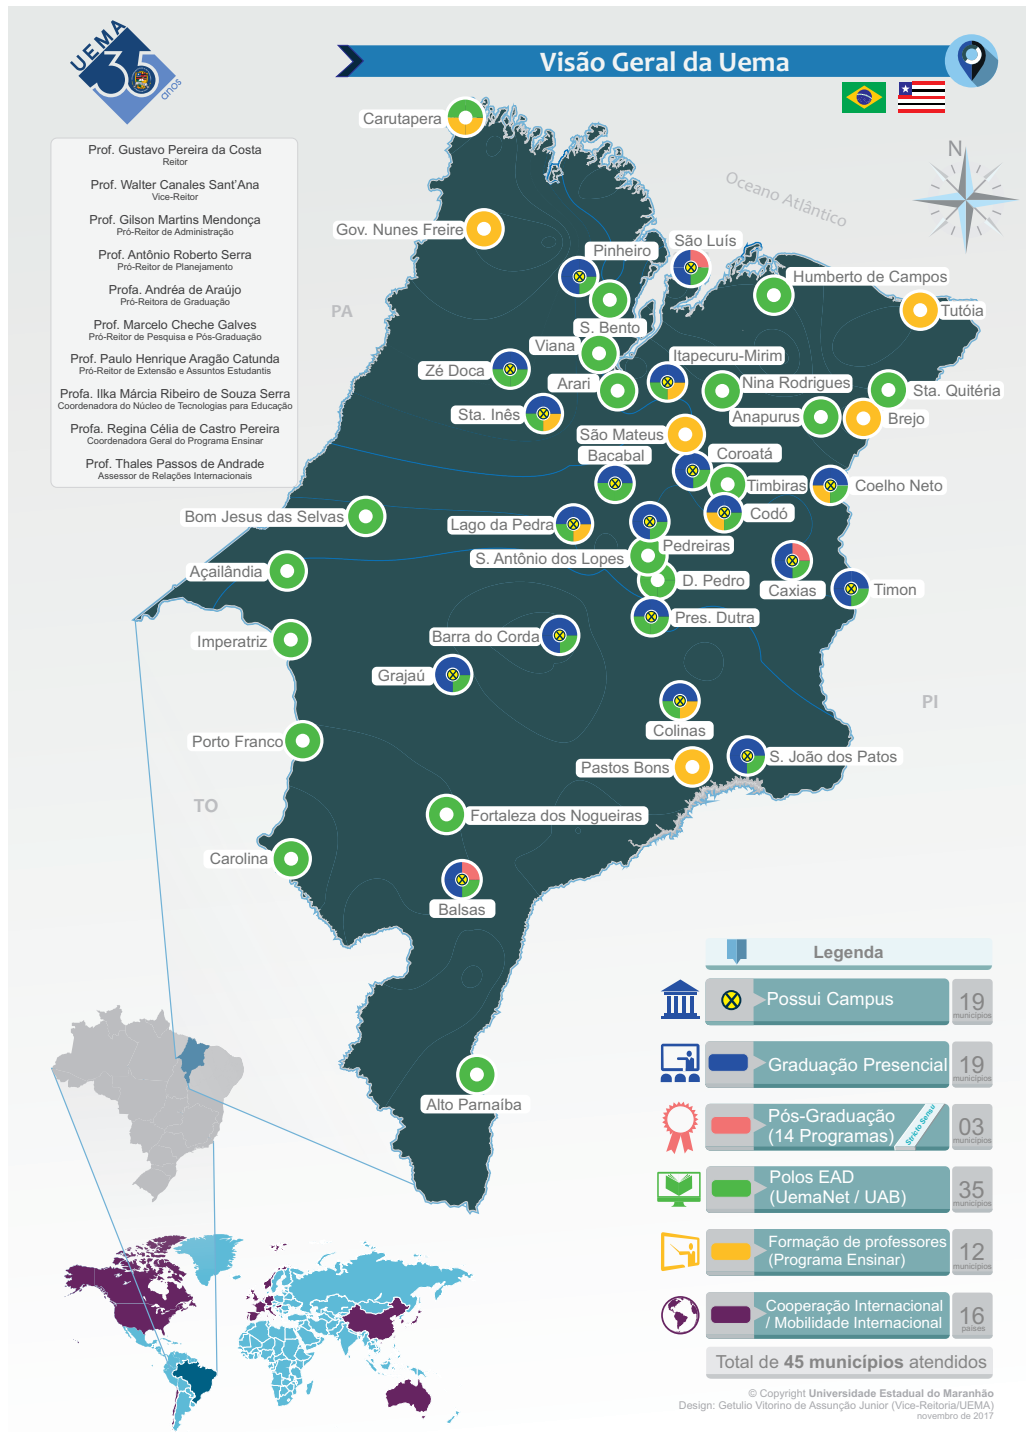 UEMA
35
anos
Visão Geral da Uema
Prof. Gustavo Pereira da Costa
Reitor
Prof. Walter Canales Sant'Ana
Vice-Reitor
Prof. Gilson Martins Mendonça
Pró-Reitor de Administração
Prof. Antônio Roberto Serra
Pró-Reitor de Planejamento
Profa. Andréa de Araújo
Pró-Reitora de Graduação
Prof. Marcelo Cheche Galves
Pró-Reitor de Pesquisa e Pós-Graduação
Prof. Paulo Henrique Aragão Catunda
Pró-Reitor de Extensão e Assuntos Estudantis
Profa. Ilka Márcia Ribeiro de Souza Serra
Coordenadora do Núcleo de Tecnologias para Educação
Profa. Regina Célia de Castro Pereira
Coordenadora Geral do Programa Ensinar
Prof. Thales Passos de Andrade
Assessor de Relações Internacionais
N
Oceano Atlântico
PA
TO
PI
Carutapera
Gov. Nunes Freire
Pinheiro
São Luís
Humberto de Campos
Tutóia
S. Bento
Viana
Itapecuru-Mirim
Zé Doca
Arari
Nina Rodrigues
Sta. Quitéria
Sta. Inês
Anapurus
Brejo
São Mateus
Bacabal
Coroatá
Timbiras
Coelho Neto
Bom Jesus das Selvas
Lago da Pedra
Codó
Pedreiras
S. Antônio dos Lopes
Açailândia
D. Pedro
Caxias
Timon
Pres. Dutra
Imperatriz
Barra do Corda
Grajaú
Colinas
Porto Franco
S. João dos Patos
Pastos Bons
Fortaleza dos Nogueiras
Carolina
Balsas
Alto Parnaíba
Legenda
Possui Campus
19
municípios
Graduação Presencial
19
municípios
Pós-Graduação
(14 Programas)
Stricto Sensu
03
municípios
Polos EAD
(UemaNet / UAB)
35
municípios
Formação de professores
(Programa Ensinar)
12
municípios
Cooperação Internacional
/ Mobilidade Internacional
16
países
Total de 45 municípios atendidos
© Copyright Universidade Estadual do Maranhão
Design: Getulio Vitorino de Assunção Junior (Vice-Reitoria/UEMA)
novembro de 2017